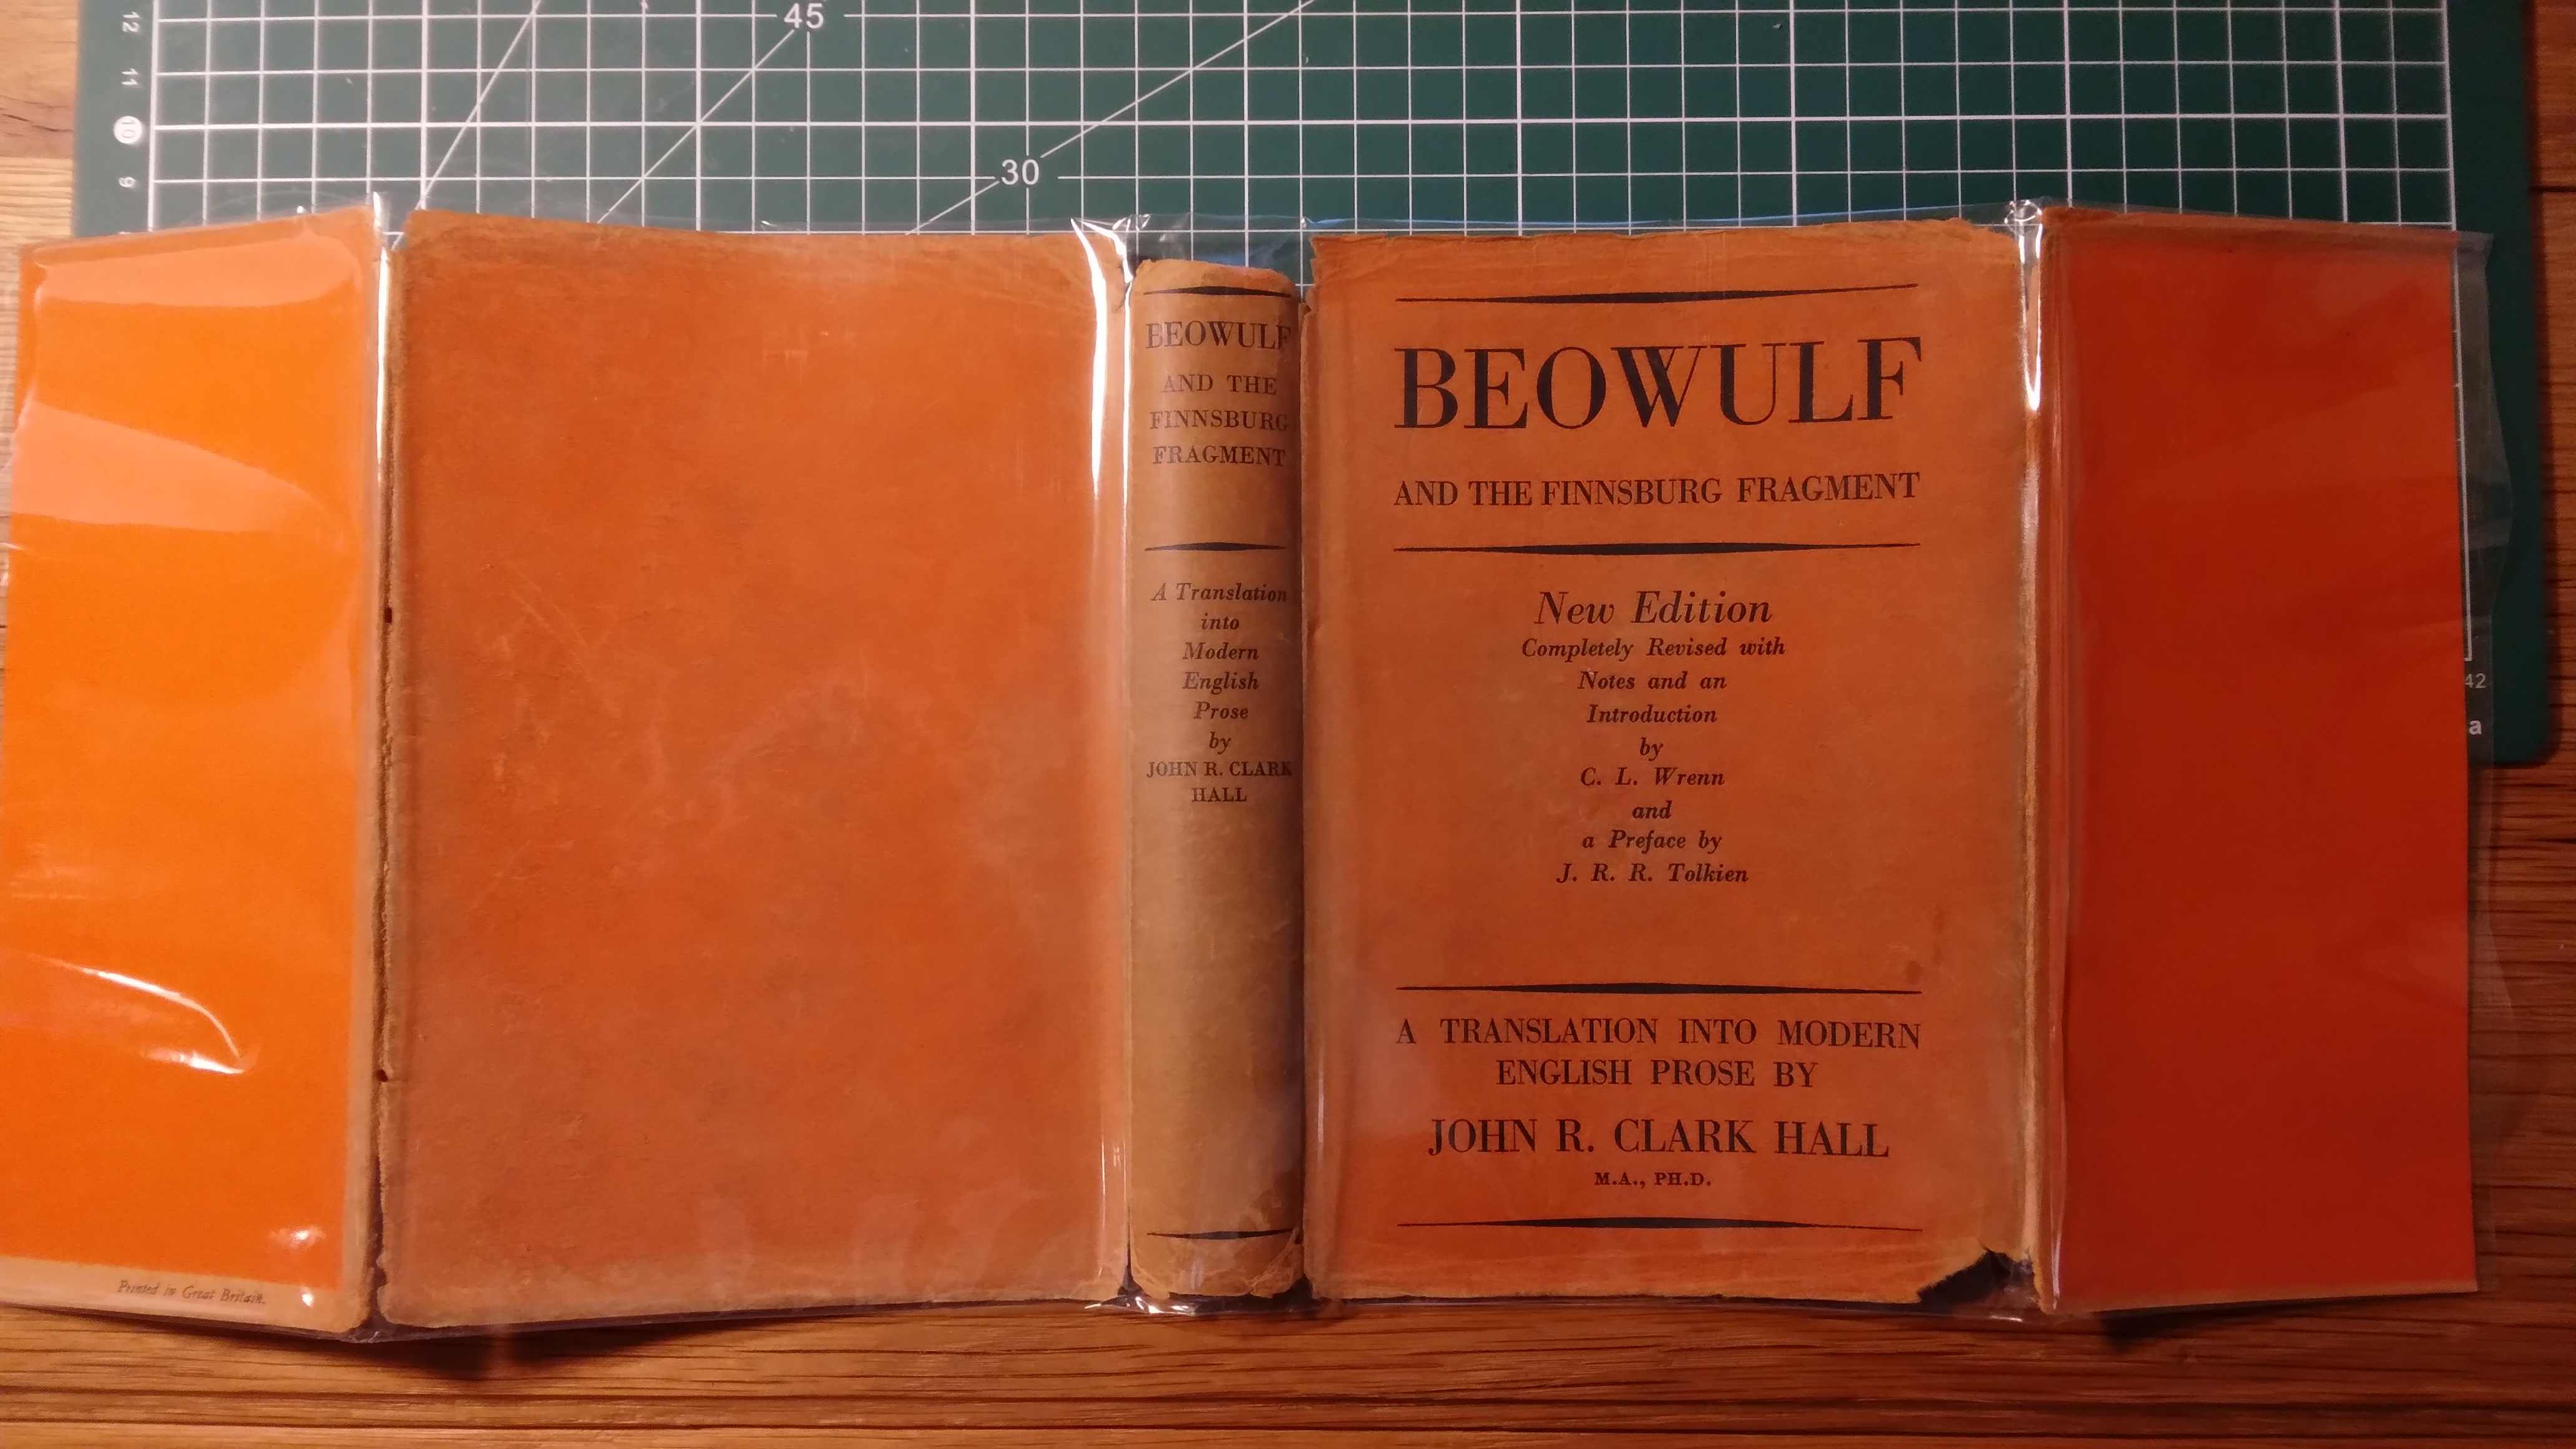 12
11
10
9
45
30
42
a
Printed in Great Britain.
BEOWULF
AND THE
FINNSBURG
FRAGMENT
A Translation
into
Modern
English
Prose
by
JOHN R. CLARK
HALL
BEOWULF
AND THE FINNSBURG FRAGMENT
New Edition
Completely Revised with
Notes and an
Introduction
by
C. L. Wrenn
and
a Preface by
J. R. R. Tolkien
A TRANSLATION INTO MODERN
ENGLISH PROSE BY
JOHN R. CLARK HALL
M.A., PH.D.